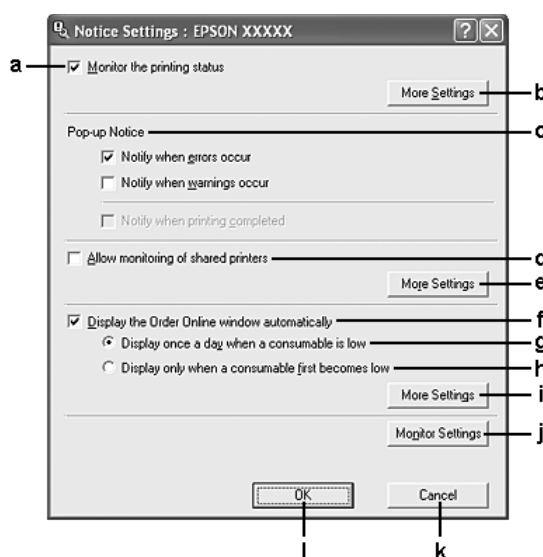 Notice Settings : EPSON XXXXX
a
Monitor the printing status
More Settings
b
Pop-up Notice
c
Notify when errors occur
Notify when warnings occur
Notify when printing completed
Allow monitoring of shared printers
d
More Settings
e
Display the Order Online window automatically
f
Display once a day when a consumable is low
g
Display only when a consumable first becomes low
h
More Settings
i
Monitor Settings
j
OK
Cancel
l
k